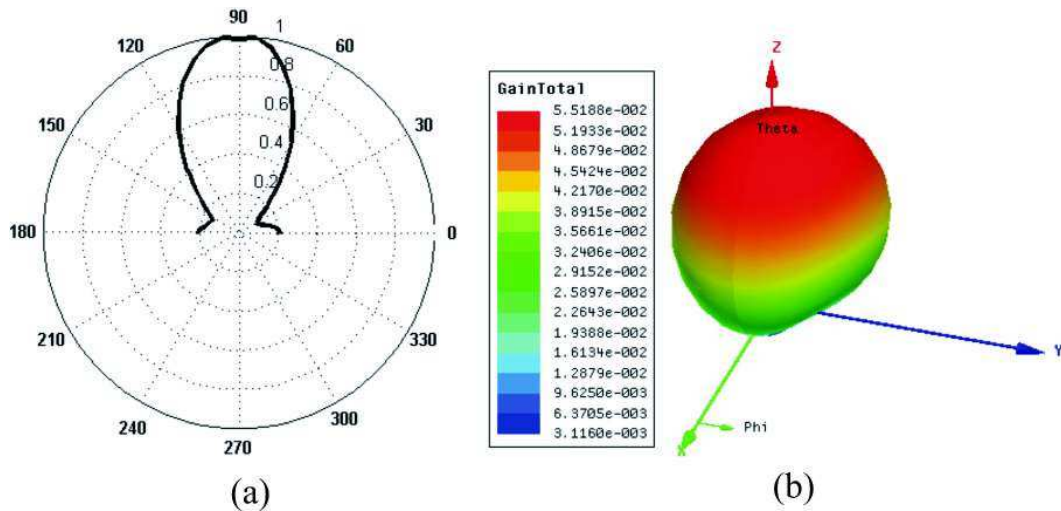 90
1
120
60
0.8
0.6
150
30
0.4
0.2
180
0
210
330
240
300
270
(a)
GainTotal
5.5188e-002
5.1933e-002
4.8679e-002
4.5424e-002
4.2170e-002
3.8915e-002
3.5661e-002
3.2406e-002
2.9152e-002
2.5897e-002
2.2643e-002
1.9388e-002
1.6134e-002
1.2879e-002
9.6250e-003
6.3705e-003
3.1160e-003
Z
Theta
Y
Phi
X
(b)